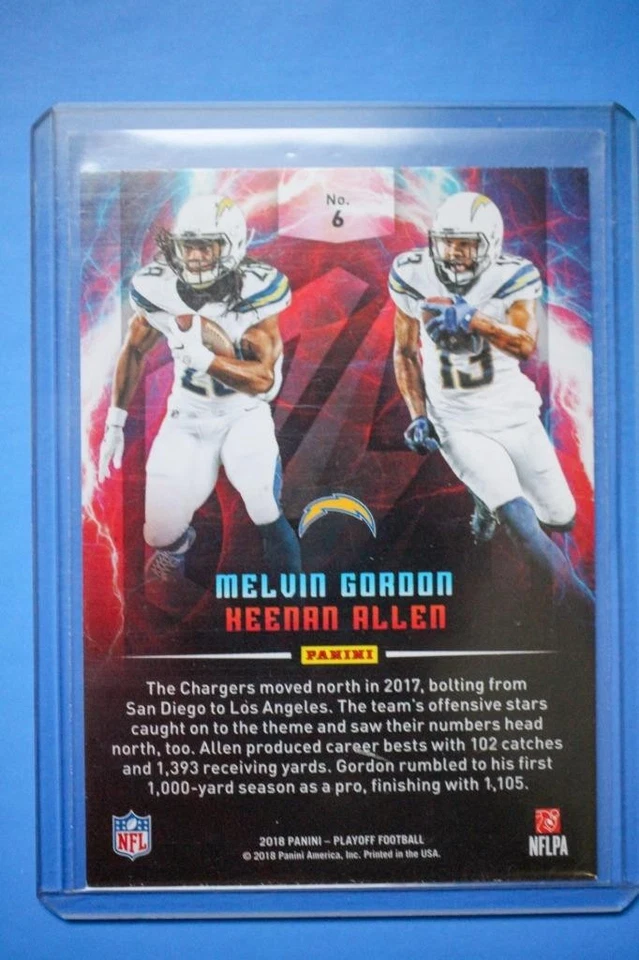 No.
6
28
13
13
MELVIN GORDON
KEENAN ALLEN
PANINI
The Chargers moved north in 2017, bolting from
San Diego to Los Angeles. The team's offensive stars
caught on to the theme and saw their numbers head
north, too. Allen produced career bests with 102 catches
and 1,393 receiving yards. Gordon rumbled to his first
1,000-yard season as a pro, finishing with 1,105.
NFL
2018 PANINI – PLAYOFF FOOTBALL
© 2018 Panini America, Inc. Printed in the USA.
NFLPA